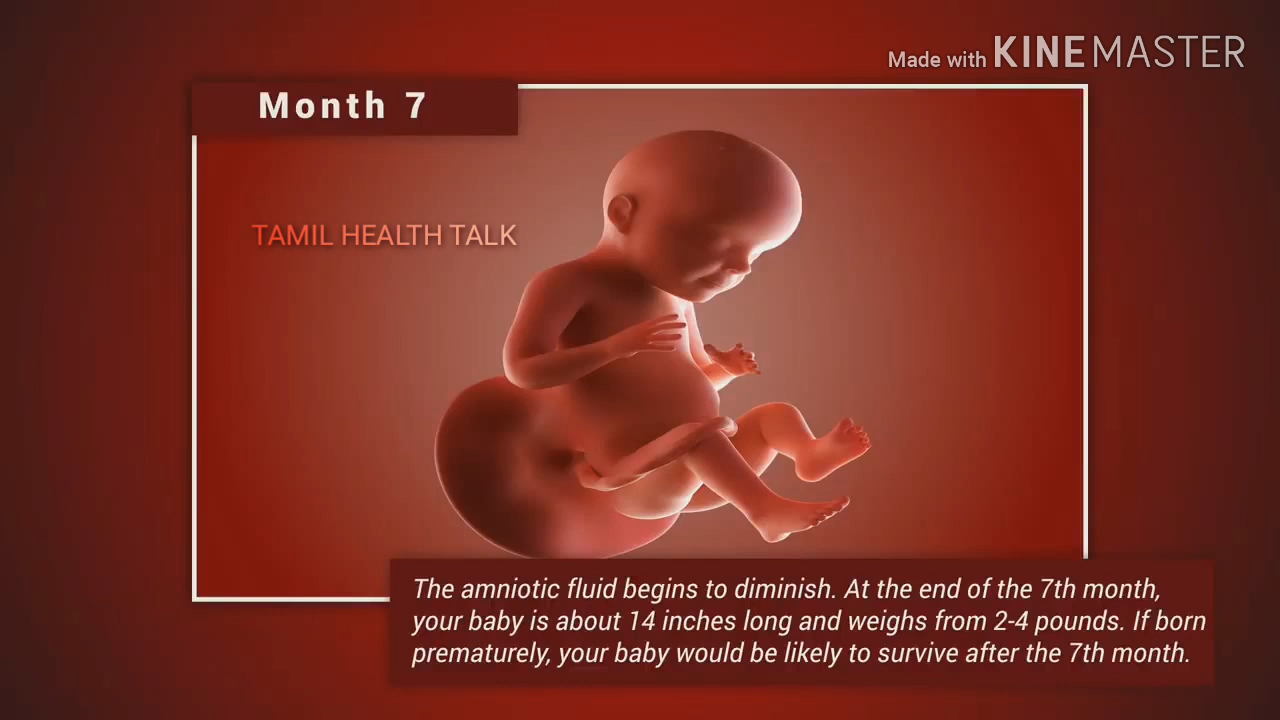 Made with KINEMASTER
Month 7
TAMIL HEALTH TALK
The amniotic fluid begins to diminish. At the end of the 7th month,
your baby is about 14 inches long and weighs from 2-4 pounds. If born
prematurely, your baby would be likely to survive after the 7th month.